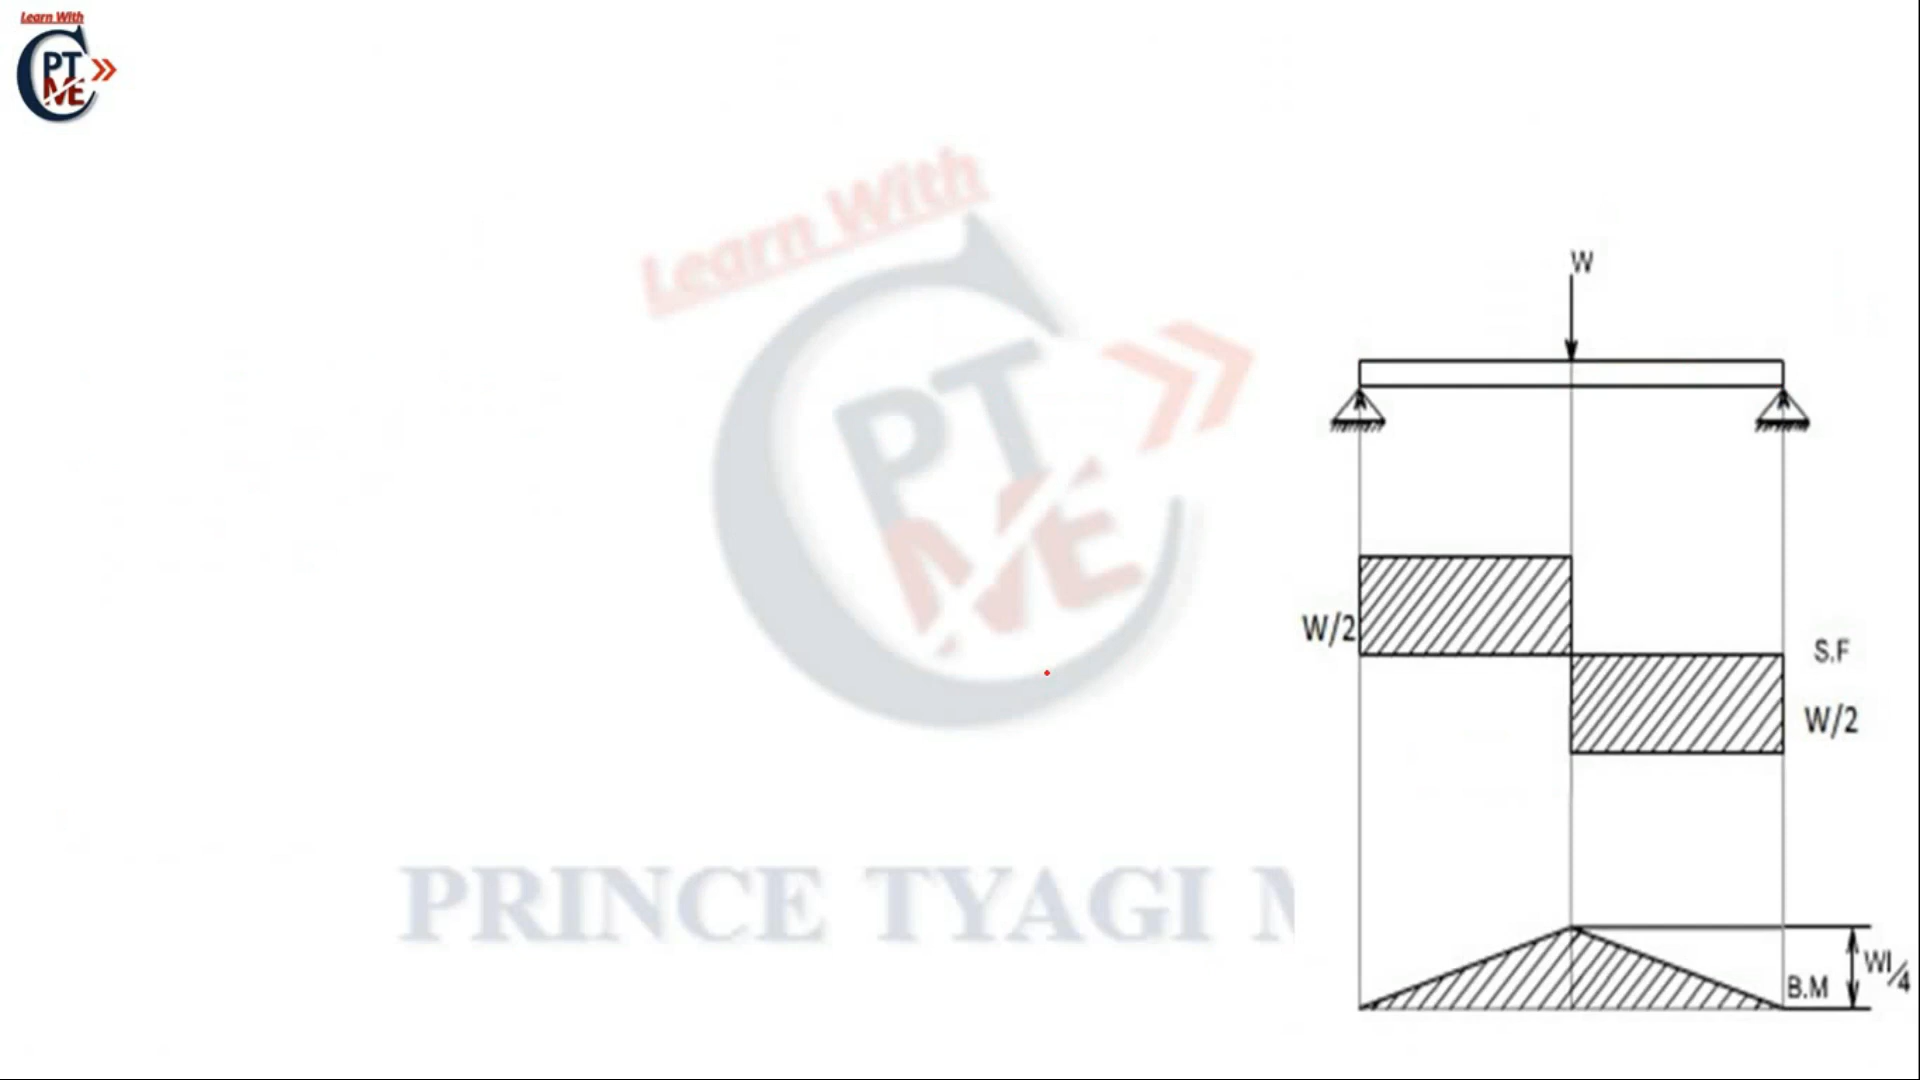 Learn With
PT
ME
Learn With
PT
ME
W
W/2
S.F
W/2
PRINCE TYAGI M
B.M
Wl/4